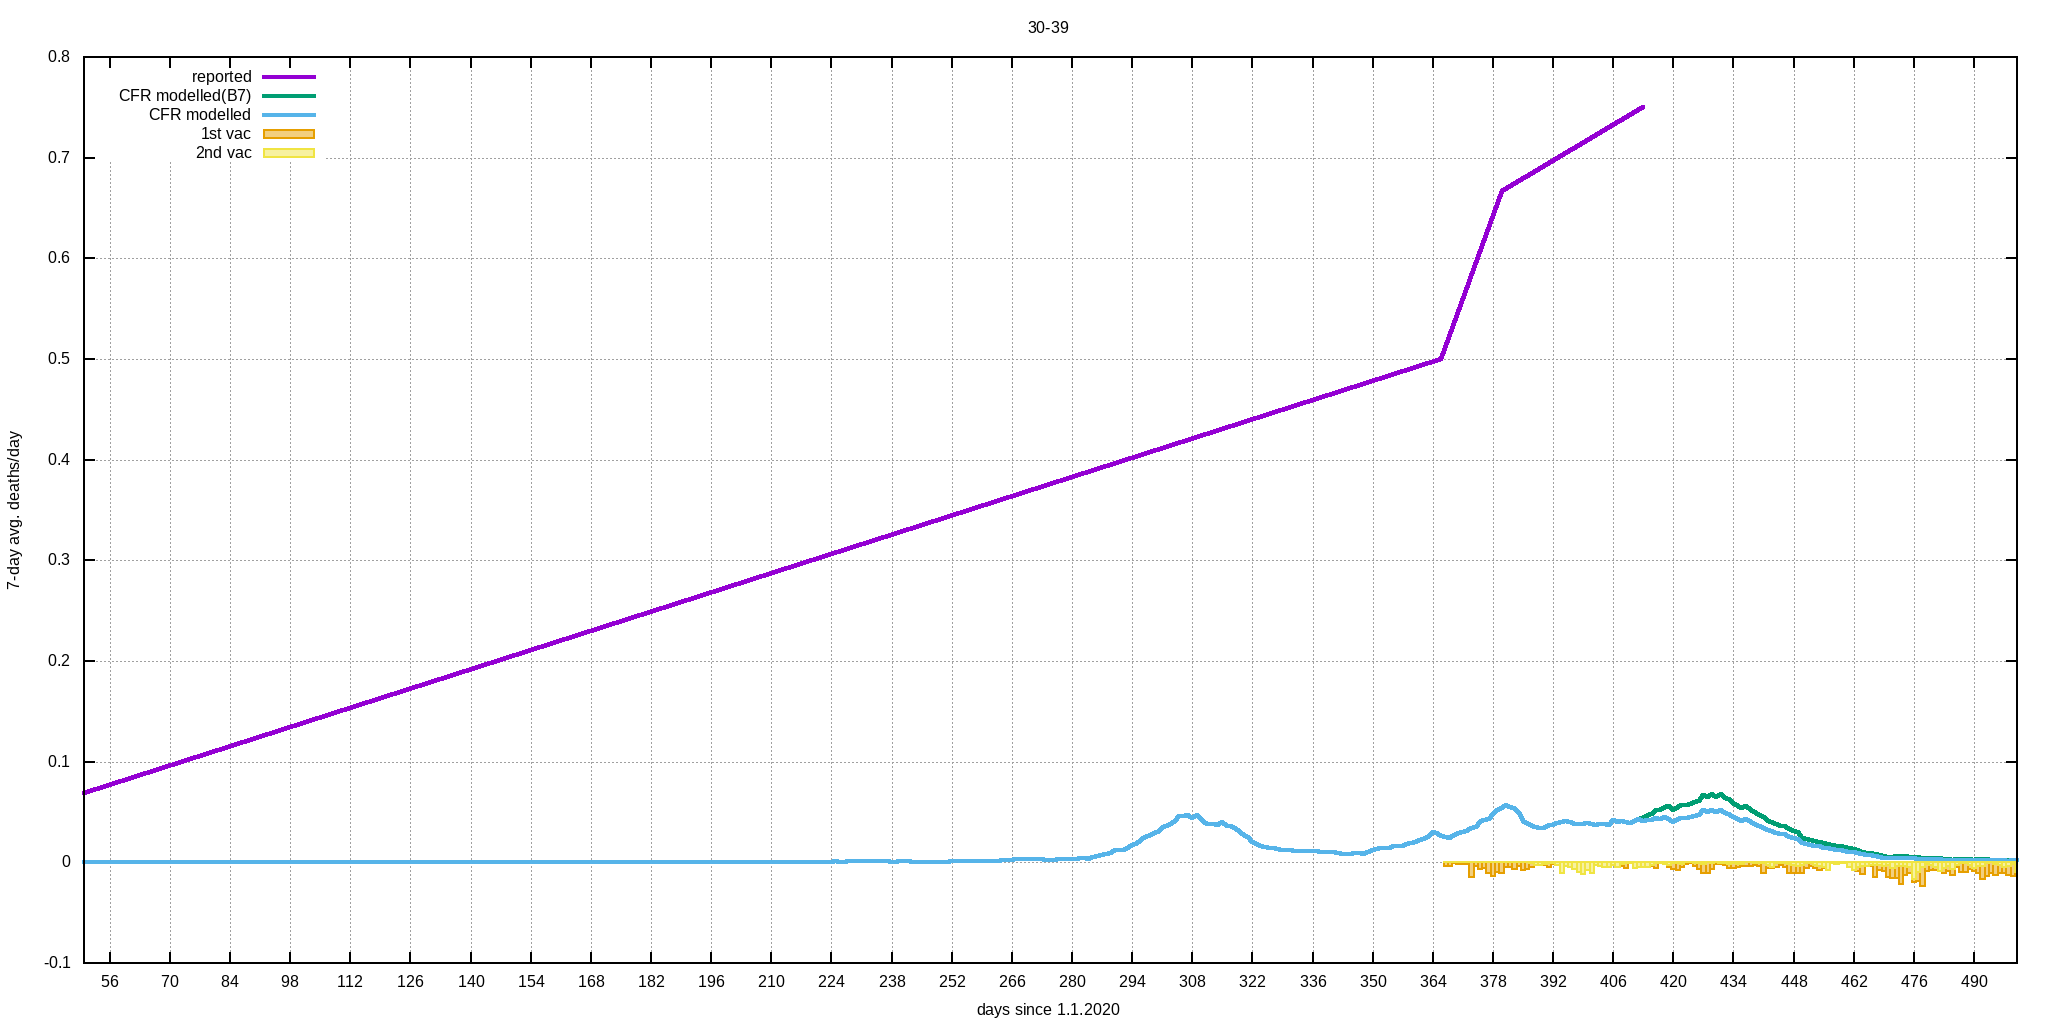 30-39
reported
CFR modelled(B7)
CFR modelled
1st vac
2nd vac
0.8
0.7
0.6
0.5
0.4
0.3
0.2
0.1
0
-0.1
7-day avg. deaths/day
56 70 84 98 112 126 140 154 168 182 196 210 224 238 252 266 280 294 308 322 336 350 364 378 392 406 420 434 448 462 476 490
days since 1.1.2020